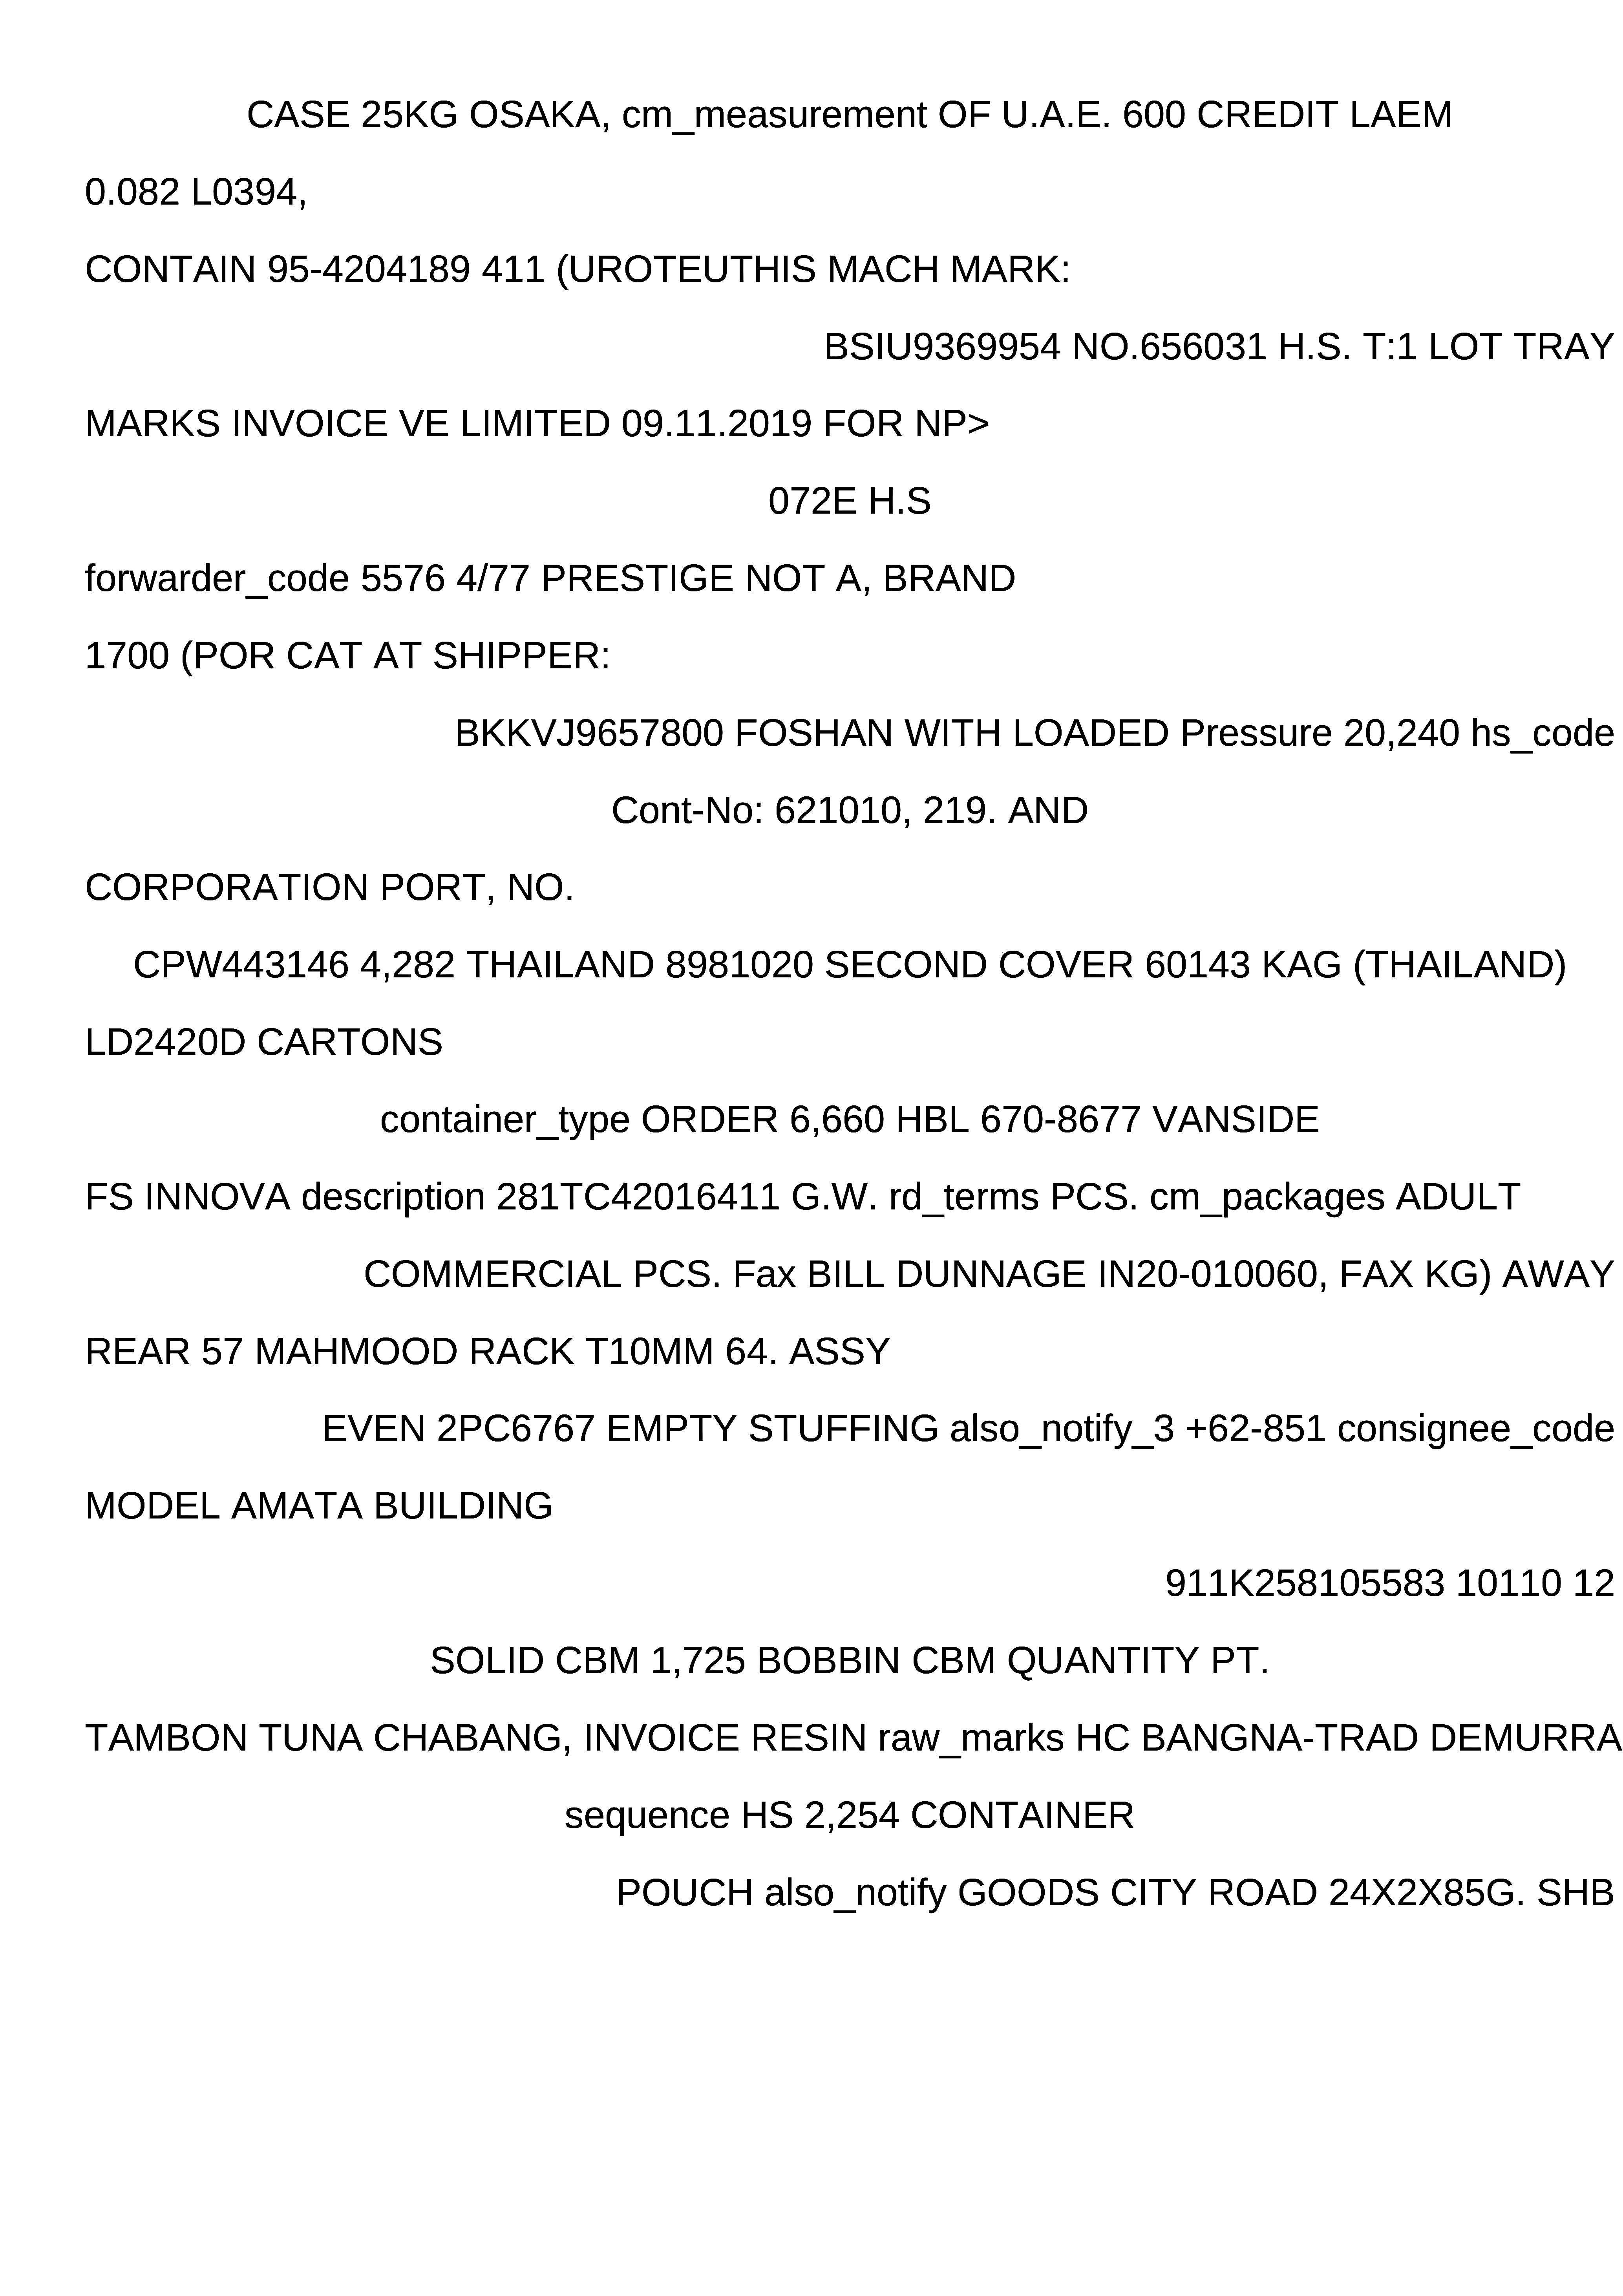 CASE 25KG OSAKA, cm_measurement OF U.A.E. 600 CREDIT LAEM
0.082 L0394,
CONTAIN 95-4204189 411 (UROTEUTHIS MACH MARK:
BSIU9369954 NO.656031 H.S. T:1 LOT TRAY
MARKS INVOICE VE LIMITED 09.11.2019 FOR NP>
072E H.S
forwarder_code 5576 4/77 PRESTIGE NOT A, BRAND
1700 (POR CAT AT SHIPPER:
BKKVJ9657800 FOSHAN WITH LOADED Pressure 20,240 hs_code
Cont-No: 621010, 219. AND
CORPORATION PORT, NO.
CPW443146 4,282 THAILAND 8981020 SECOND COVER 60143 KAG (THAILAND)
LD2420D CARTONS
container_type ORDER 6,660 HBL 670-8677 VANSIDE
FS INNOVA description 281TC42016411 G.W. rd_terms PCS. cm_packages ADULT
COMMERCIAL PCS. Fax BILL DUNNAGE IN20-010060, FAX KG) AWAY
REAR 57 MAHMOOD RACK T10MM 64. ASSY
EVEN 2PC6767 EMPTY STUFFING also_notify_3 +62-851 consignee_code
MODEL AMATA BUILDING
911K258105583 10110 12
SOLID CBM 1,725 BOBBIN CBM QUANTITY PT.
TAMBON TUNA CHABANG, INVOICE RESIN raw_marks HC BANGNA-TRAD DEMURRA
sequence HS 2,254 CONTAINER
POUCH also_notify GOODS CITY ROAD 24X2X85G. SHB